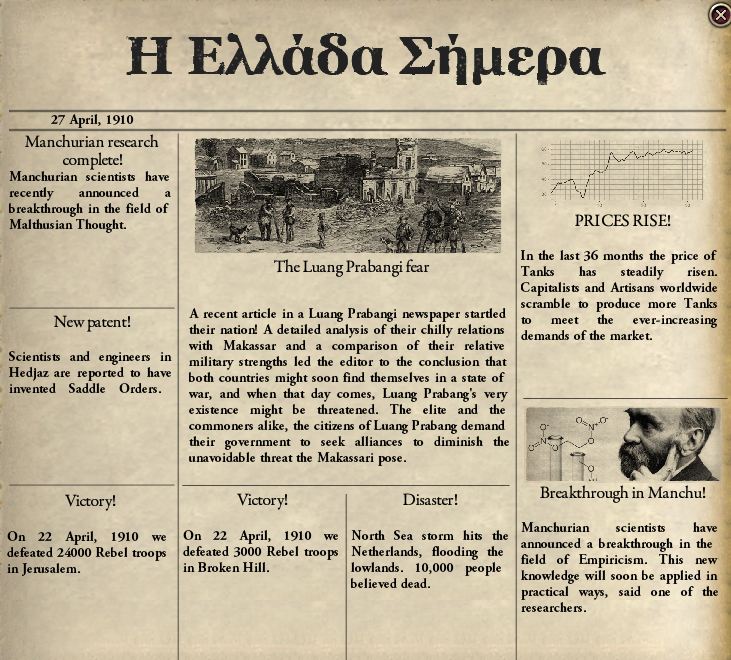 Η Ελλάδα Σήμερα
27 April, 1910
Manchurian research
complete!
Manchurian scientists have
recently announced a
breakthrough in the field of
Malthusian Thought.
New patent!
Scientists and engineers in
Hedjaz are reported to have
invented Saddle Orders.
Victory!
On 22 April, 1910 we
defeated 24000 Rebel troops
in Jerusalem.
The Luang Prabangi fear
A recent article in a Luang Prabangi newspaper startled
their nation! A detailed analysis of their chilly relations
with Makassar and a comparison of their relative
military strengths led the editor to the conclusion that
both countries might soon find themselves in a state of
war, and when that day comes, Luang Prabang's very
existence might be threatened. The elite and the
commoners alike, the citizens of Luang Prabang demand
their government to seek alliances to diminish the
unavoidable threat the Makassari pose.
Victory!
On 22 April, 1910 we
defeated 3000 Rebel troops
in Broken Hill.
Disaster!
North Sea storm hits the
Netherlands, flooding the
lowlands. 10,000 people
believed dead.
PRICES RISE!
In the last 36 months the price of
Tanks has steadily risen.
Capitalists and Artisans worldwide
scramble to produce more Tanks
to meet the ever-increasing
demands of the market.
Breakthrough in Manchu!
Manchurian scientists have
announced a breakthrough in the
field of Empiricism. This new
knowledge will soon be applied in
practical ways, said one of the
researchers.